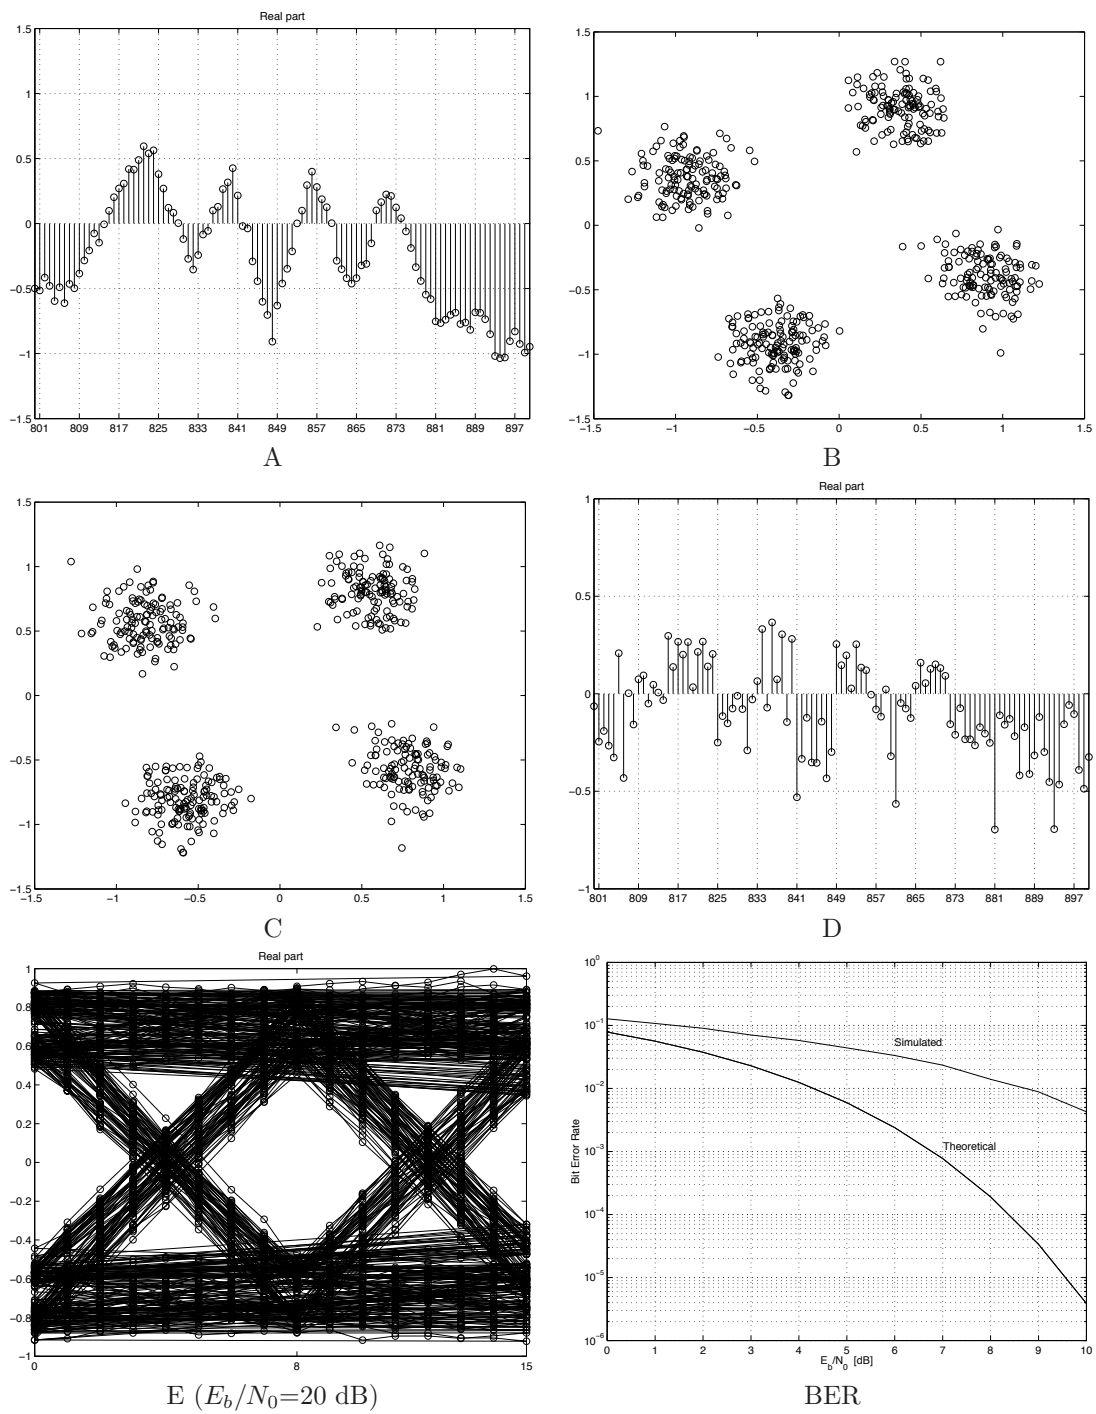 Real part
1.5
1
0.5
0
−0.5
−1
−1.5
801 809 817 825 833 841 849 857 865 873 881 889 897
A
1.5
1
0.5
0
−0.5
−1
−1.5
−1.5 −1 −0.5 0 0.5 1 1.5
B
1.5
1
0.5
0
−0.5
−1
−1.5
−1.5 −1 −0.5 0 0.5 1 1.5
C
Real part
1
0.5
0
−0.5
−1
801 809 817 825 833 841 849 857 865 873 881 889 897
D
Real part
1
0.8
0.6
0.4
0.2
0
−0.2
−0.4
−0.6
−0.8
−1
0 8 15
E (E_b/N_0=20 dB)
10^0
10^−1
10^−2
10^−3
10^−4
10^−5
10^−6
Bit Error Rate
Simulated
Theoretical
0 1 2 3 4 5 6 7 8 9 10
E_b/N_0 [dB]
BER